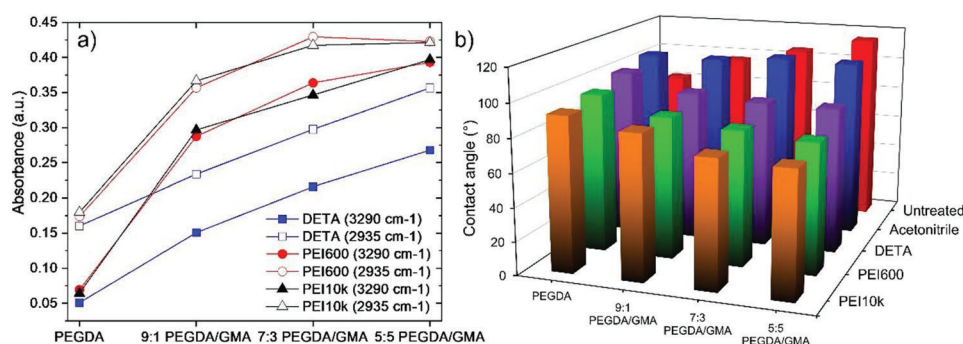 a)
Absorbance (a.u.)
0.45
0.40
0.35
0.30
0.25
0.20
0.15
0.10
0.05
DETA (3290 cm-1)
DETA (2935 cm-1)
PEI600 (3290 cm-1)
PEI600 (2935 cm-1)
PEI10k (3290 cm-1)
PEI10k (2935 cm-1)
PEGDA 9:1 PEGDA/GMA 7:3 PEGDA/GMA 5:5 PEGDA/GMA
b)
Contact angle (°)
120
100
80
60
40
20
0
PEGDA
9:1
PEGDA/GMA
7:3
PEGDA/GMA
5:5
PEGDA/GMA
Untreated
Acetonitrile
DETA
PEI600
PEI10k